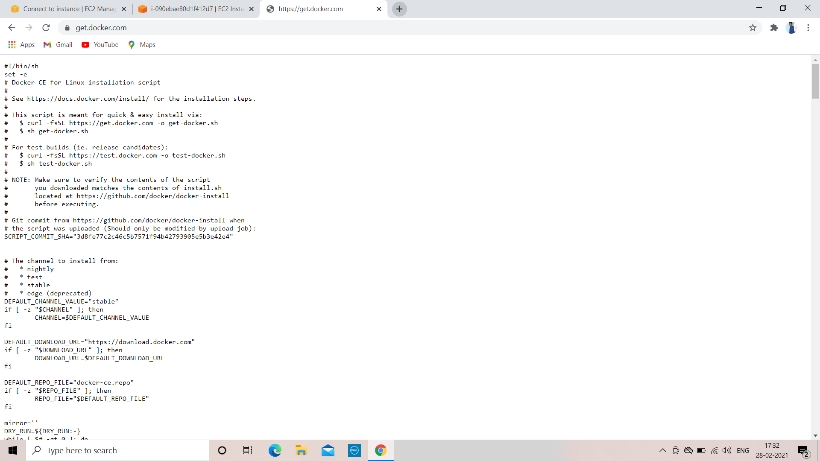 Connect to instance | EC2 Manag
i-090ebae80d1f412d7 | EC2 Insta
https://get.docker.com
get.docker.com
Apps
Gmail
YouTube
Maps
#!/bin/sh
set -e
# Docker CE for Linux installation script
#
# See https://docs.docker.com/install/ for the installation steps.
#
# This script is meant for quick & easy install via:
#   $ curl -fsSL https://get.docker.com -o get-docker.sh
#   $ sh get-docker.sh
#
# For test builds (ie. release candidates):
#   $ curl -fsSL https://test.docker.com -o test-docker.sh
#   $ sh test-docker.sh
#
# NOTE: Make sure to verify the contents of the script
#       you downloaded matches the contents of install.sh
#       located at https://github.com/docker/docker-install
#       before executing.
#
# Git commit from https://github.com/docker/docker-install when
# the script was uploaded (Should only be modified by upload job):
SCRIPT_COMMIT_SHA="3d8fe77c2c46c5b7571f94b42793905e5b3e42e4"
# The channel to install from:
#   * nightly
#   * test
#   * stable
#   * edge (deprecated)
DEFAULT_CHANNEL_VALUE="stable"
if [ -z "$CHANNEL" ]; then
CHANNEL=$DEFAULT_CHANNEL_VALUE
fi
DEFAULT_DOWNLOAD_URL="https://download.docker.com"
if [ -z "$DOWNLOAD_URL" ]; then
DOWNLOAD_URL=$DEFAULT_DOWNLOAD_URL
fi
DEFAULT_REPO_FILE="docker-ce.repo"
if [ -z "$REPO_FILE" ]; then
REPO_FILE="$DEFAULT_REPO_FILE"
fi
mirror=''
DRY_RUN=${DRY_RUN:-}
while [ $# -gt 0 ]; do
Type here to search
ENG
17:32
28-02-2021
2